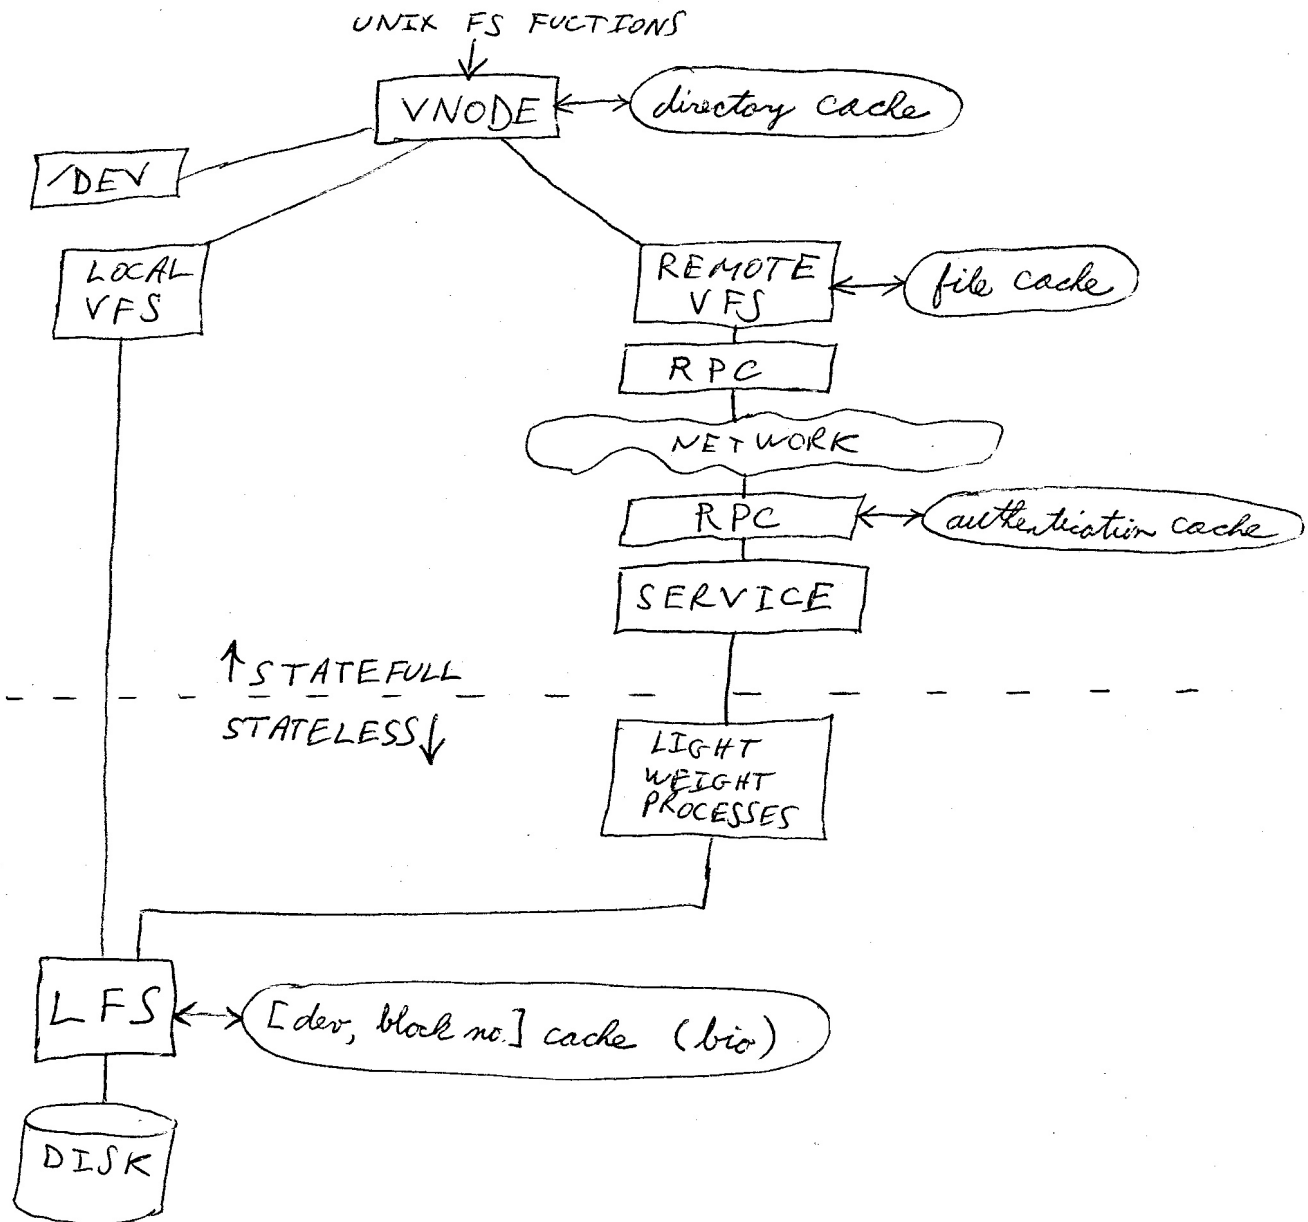 UNIX FS FUCTIONS
VNODE
directory cache
/DEV
LOCAL
VFS
REMOTE
VFS
file cache
RPC
NETWORK
RPC
authentication cache
SERVICE
↑STATEFULL
STATELESS↓
LIGHT
WEIGHT
PROCESSES
LFS
[dev, block no.] cache (bio)
DISK